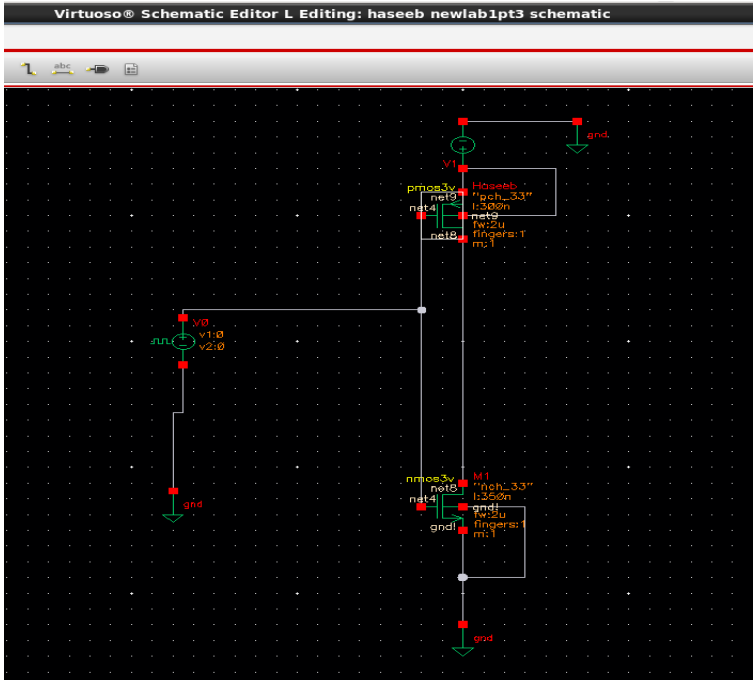 Virtuoso® Schematic Editor L Editing: haseeb newlab1pt3 schematic
abc
gnd
V1
pmos3v
Haseeb
net9
"pch_33"
net4
l:300n
net9
fw:2u
net8
fingers:1
m:1
V0
v1:0
v2:0
gnd
nmos3v
M1
net8
"nch_33"
net4
l:350n
gnd!
fw:2u
gnd!
fingers:1
m:1
gnd